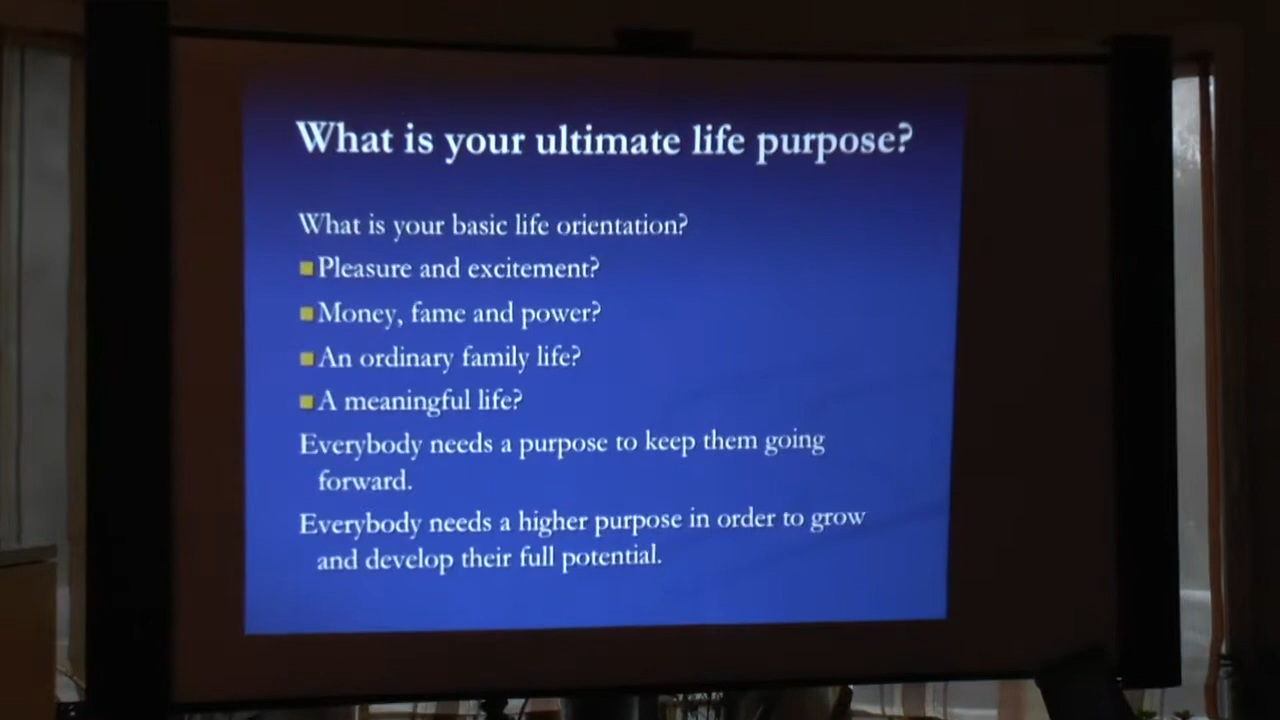 What is your ultimate life purpose?
What is your basic life orientation?
Pleasure and excitement?
Money, fame and power?
An ordinary family life?
A meaningful life?
Everybody needs a purpose to keep them going
forward.
Everybody needs a higher purpose in order to grow
and develop their full potential.